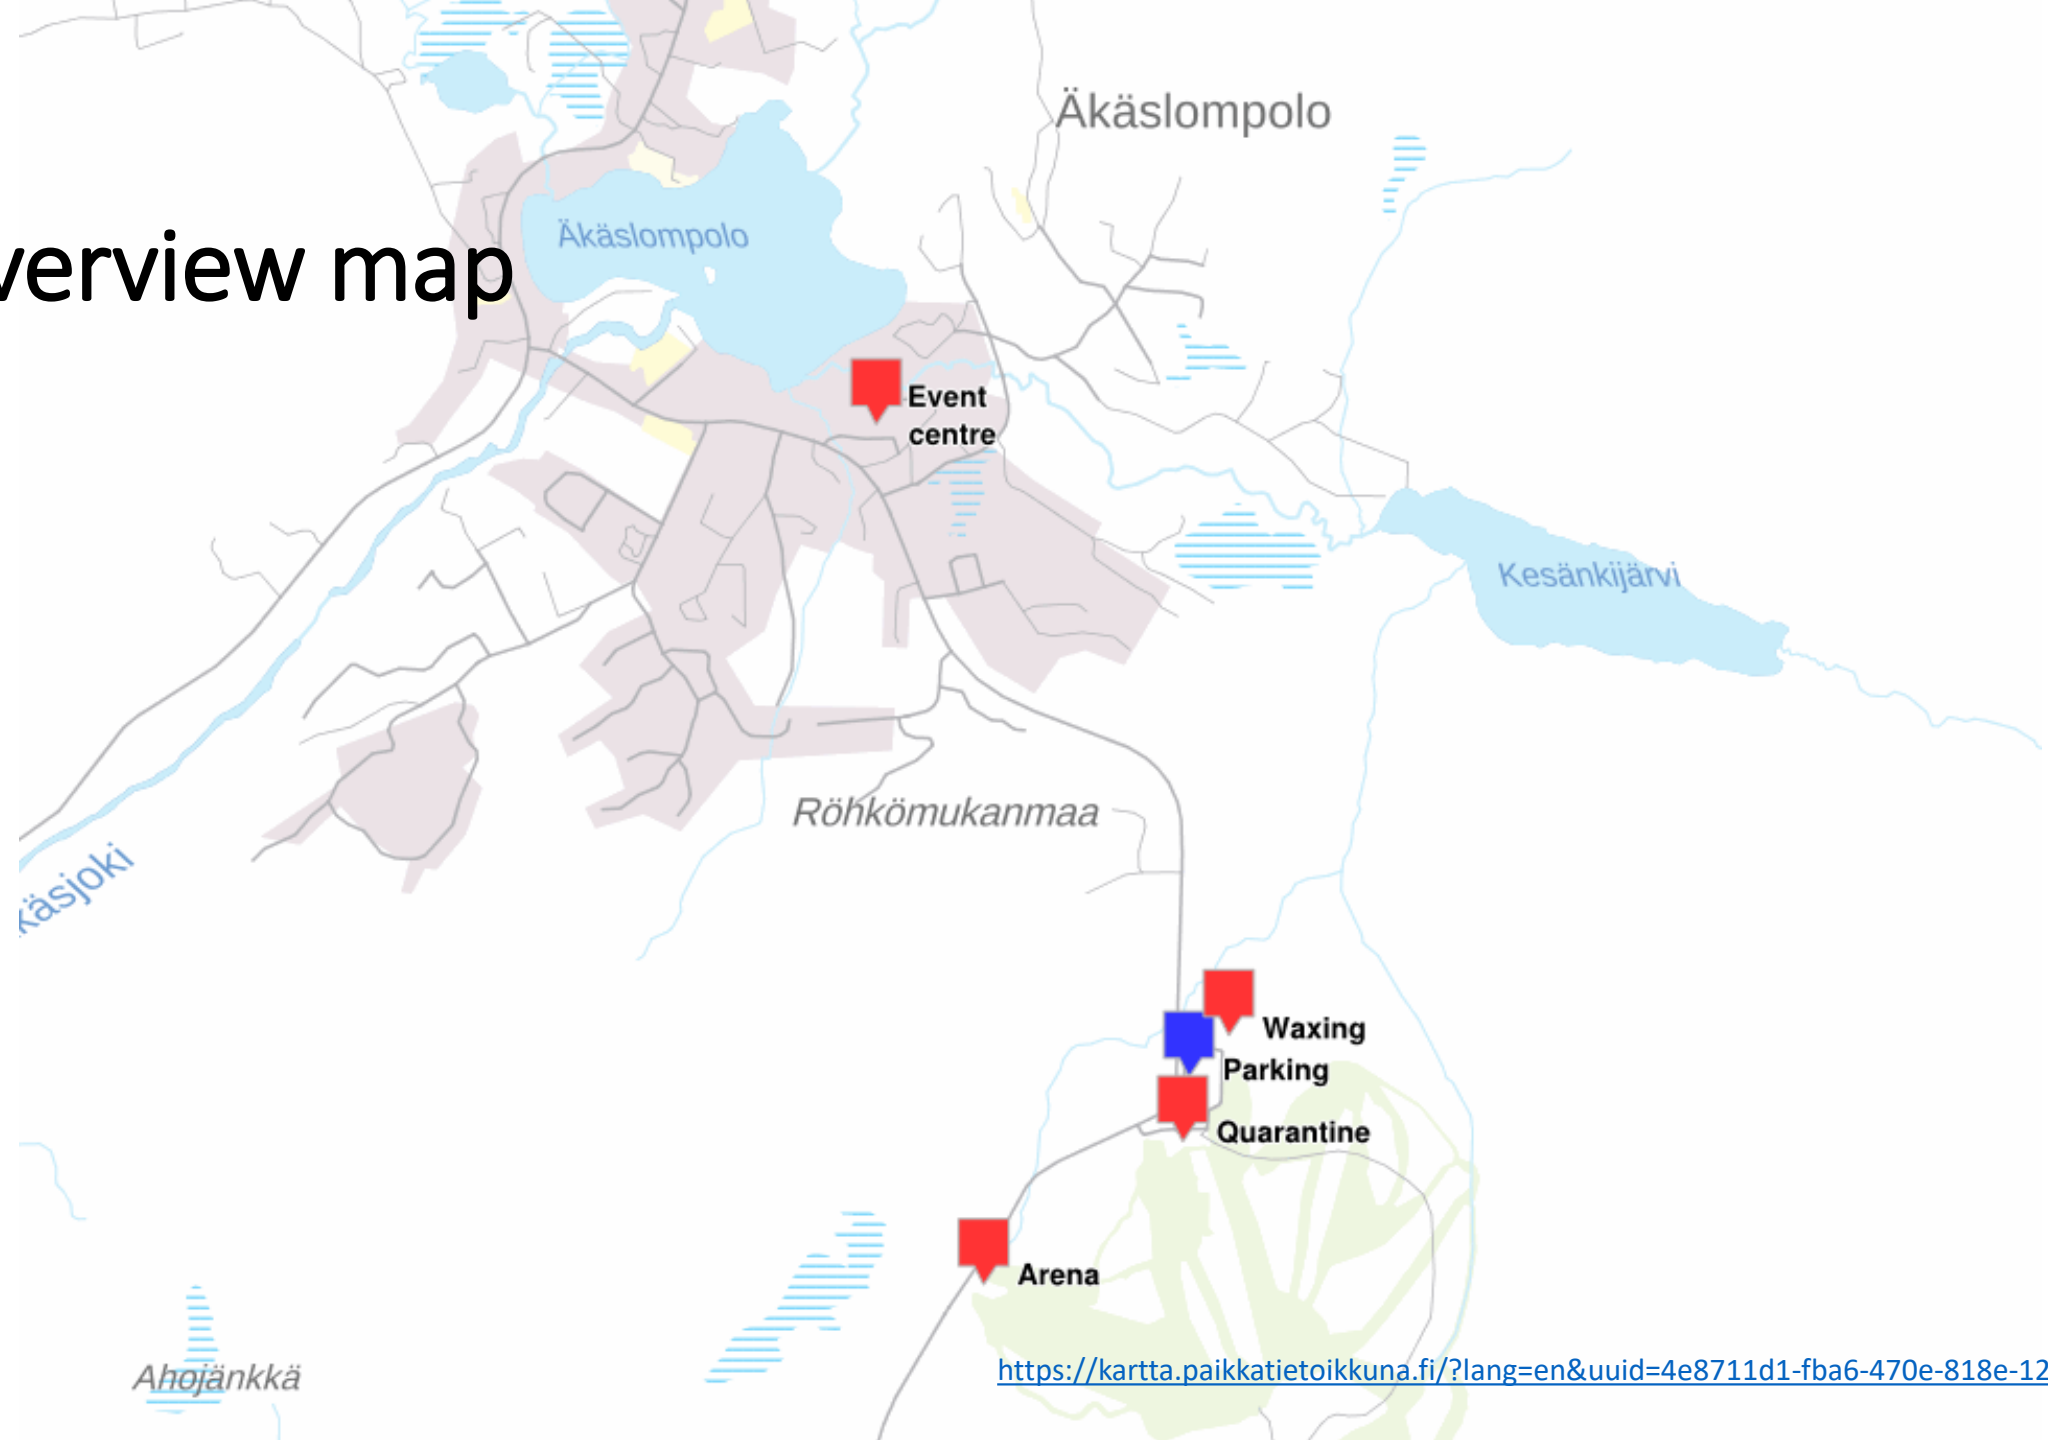 Äkäslompolo
Äkäslompolo
verview map
Event
centre
Kesänkijärvi
Röhkömukanmaa
käsjoki
Waxing
Parking
Quarantine
Arena
https://kartta.paikkatietoikkuna.fi/?lang=en&uuid=4e8711d1-fba6-470e-818e-12
Ahojänkkä